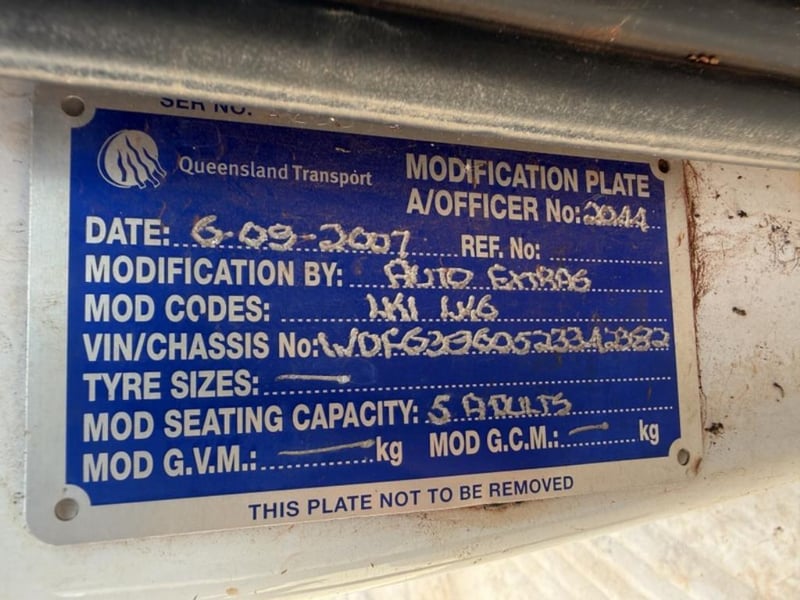 SER NO.
Queensland Transport
MODIFICATION PLATE
A/OFFICER No: 2044
DATE: 6-09-2007 REF. No:
MODIFICATION BY: AUTO EXTRAS
MOD CODES: LK1 LK6
VIN/CHASSIS No:
TYRE SIZES: —
MOD SEATING CAPACITY: 5 ADULTS
MOD G.V.M.: — kg MOD G.C.M.: — kg
THIS PLATE NOT TO BE REMOVED